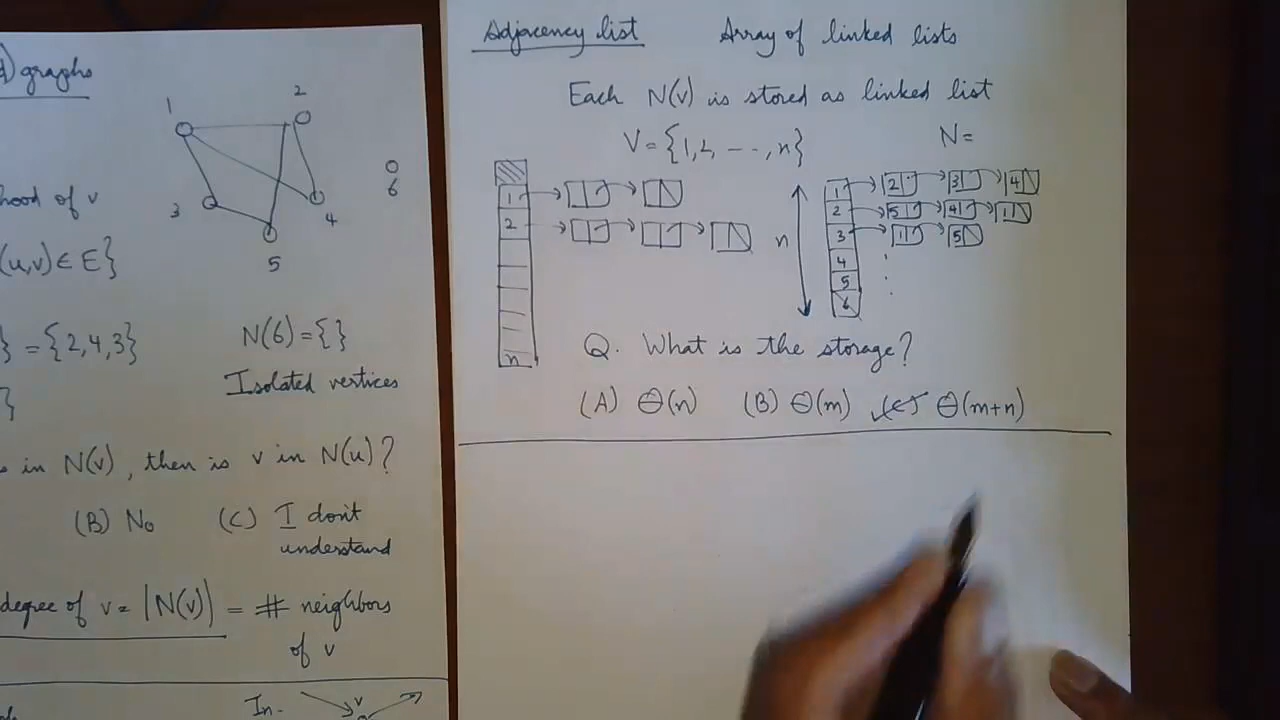 d) graphs
1
2
3
4
5
6
hood of v
(u,v) ∈ E}
} = {2,4,3}
N(6) = { }
Isolated vertices
}
s in N(v), then is v in N(u)?
(B) No
(C) I don't
understand
degree of v = |N(v)| = # neighbors
of v
In-
v
Adjacency list
Array of linked lists
Each N(v) is stored as linked list
V = {1,2, ----, n}
N=
1
2
n
n
1 2 3 4
2 5 4 1
3 1 5
4
5
6
Q. What is the storage?
(A) Θ(n) (B) Θ(m) (C) Θ(m+n)